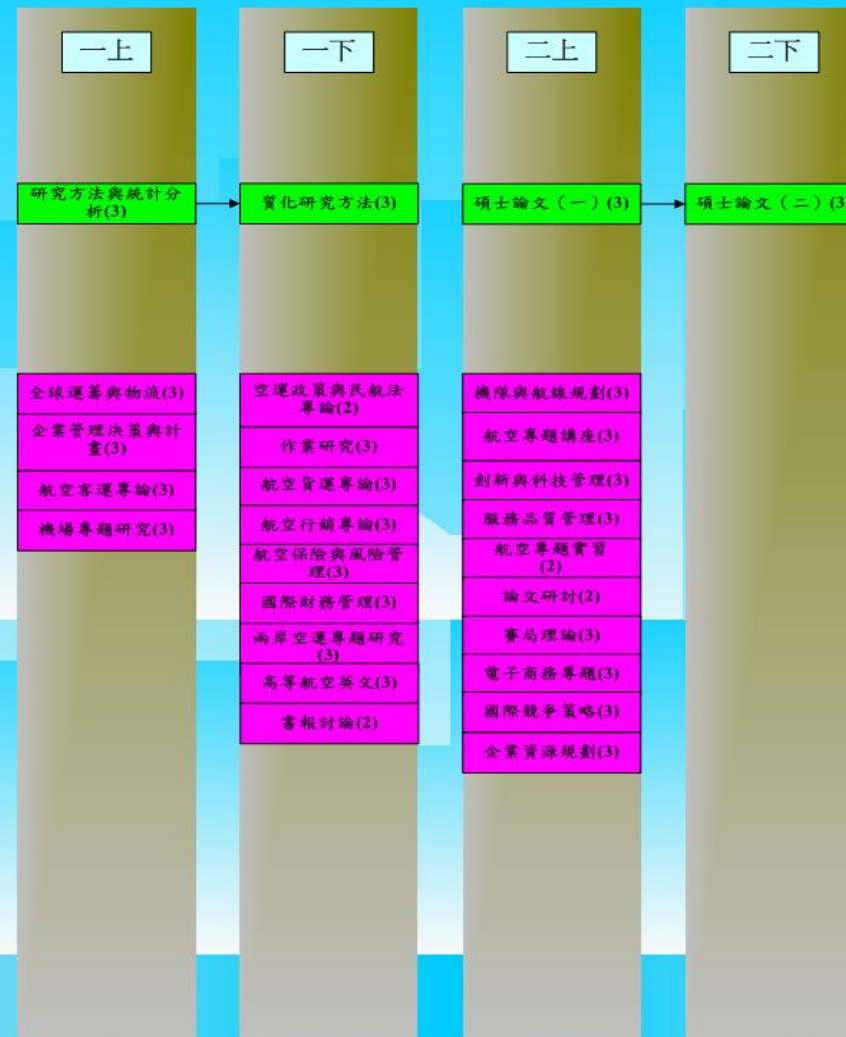 一上
一下
二上
二下
研究方法與統計分
析(3)
質化研究方法(3)
碩士論文（一）(3)
碩士論文（二）(3
全球運籌與物流(3)
企業管理決策與計
畫(3)
航空客運專論(3)
機場專題研究(3)
空運政策與民航法
專論(2)
作業研究(3)
航空貨運專論(3)
航空行銷專論(3)
航空保險與風險管
理(3)
國際財務管理(3)
兩岸空運專題研究
(3)
高等航空英文(3)
書報討論(2)
機隊與航線規劃(3)
航空專題講座(3)
創新與科技管理(3)
服務品質管理(3)
航空專題實習
(2)
論文研討(2)
賽局理論(3)
電子商務專題(3)
國際競爭策略(3)
企業資源規劃(3)